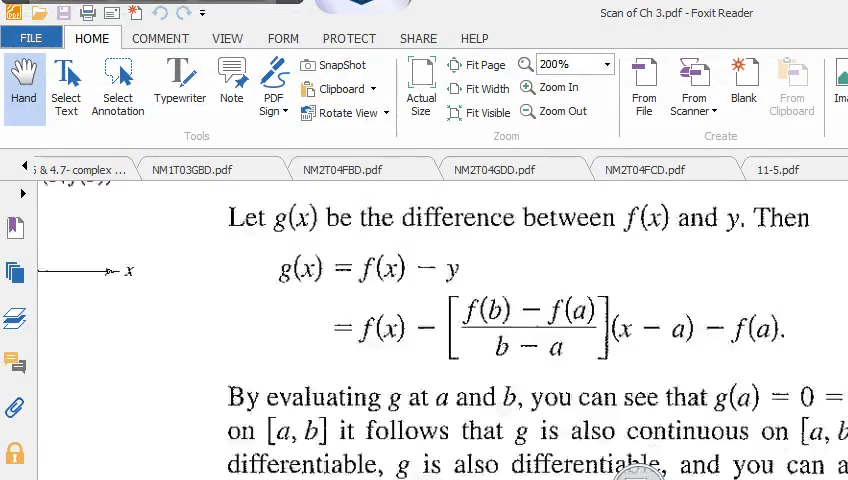 Scan of Ch 3.pdf - Foxit Reader
FILE HOME COMMENT VIEW FORM PROTECT SHARE HELP
Hand
Select Text
Select Annotation
Typewriter
Note
PDF Sign
SnapShot
Clipboard
Rotate View
Tools
Actual Size
Fit Page
Fit Width
Fit Visible
200%
Zoom In
Zoom Out
Zoom
From File
From Scanner
Blank
From Clipboard
Create
5 & 4.7- complex ... NM1T03GBD.pdf NM2T04FBD.pdf NM2T04GDD.pdf NM2T04FCD.pdf 11-5.pdf
x
Let g(x) be the difference between f(x) and y. Then
g(x) = f(x) − y
= f(x) − [f(b) − f(a) / b − a](x − a) − f(a).
By evaluating g at a and b, you can see that g(a) = 0 =
on [a, b] it follows that g is also continuous on [a, b
differentiable, g is also differentiable, and you can a